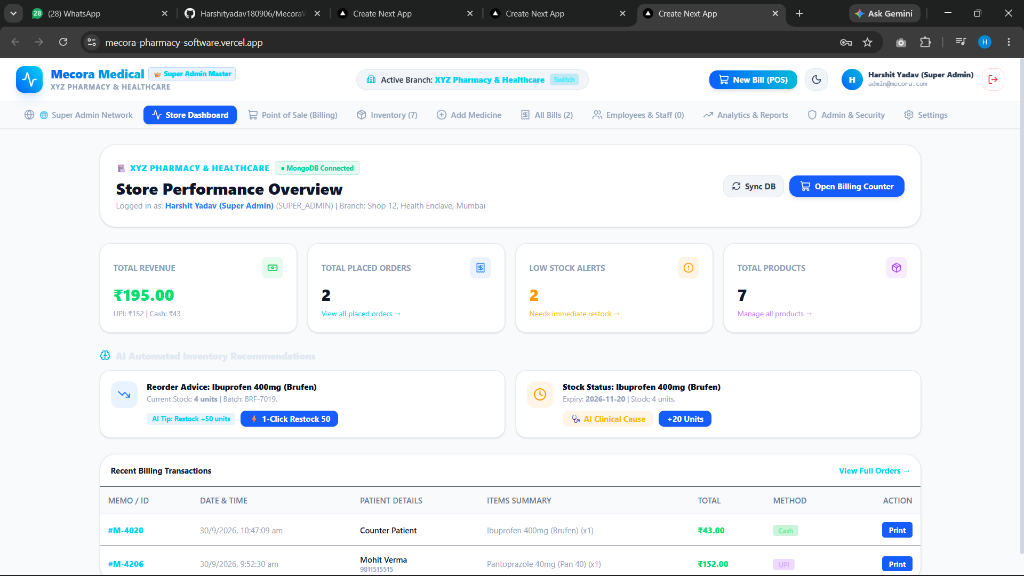 (28) WhatsApp
Harshityadav180906/Mecora
Create Next App
Create Next App
Create Next App
Ask Gemini
mecora-pharmacy-software.vercel.app
Mecora Medical
Super Admin Master
XYZ PHARMACY & HEALTHCARE
Active Branch: XYZ Pharmacy & Healthcare
Switch
New Bill (POS)
H
Harshit Yadav (Super Admin)
admin@mecora.com
Super Admin Network
Store Dashboard
Point of Sale (Billing)
Inventory (7)
Add Medicine
All Bills (2)
Employees & Staff (0)
Analytics & Reports
Admin & Security
Settings
XYZ PHARMACY & HEALTHCARE
• MongoDB Connected
Store Performance Overview
Logged in as: Harshit Yadav (Super Admin) (SUPER_ADMIN) | Branch: Shop 12, Health Enclave, Mumbai
Sync DB
Open Billing Counter
TOTAL REVENUE
₹195.00
UPI: ₹152 | Cash: ₹43
TOTAL PLACED ORDERS
2
View all placed orders →
LOW STOCK ALERTS
2
Needs immediate restock →
TOTAL PRODUCTS
7
Manage all products →
AI Automated Inventory Recommendations
Reorder Advice: Ibuprofen 400mg (Brufen)
Current Stock: 4 units | Batch: BRF-7019.
AI Tip: Restock +50 units
1-Click Restock 50
Stock Status: Ibuprofen 400mg (Brufen)
Expiry: 2026-11-20 | Stock: 4 units.
AI Clinical Cause
+20 Units
Recent Billing Transactions
View Full Orders →
MEMO / ID DATE & TIME PATIENT DETAILS ITEMS SUMMARY TOTAL METHOD ACTION
#M-4020 30/9/2026, 10:47:09 am Counter Patient Ibuprofen 400mg (Brufen) (x1) ₹43.00 Cash Print
#M-4206 30/9/2026, 9:52:30 am Mohit Verma Pantoprazole 40mg (Pan 40) (x1) ₹152.00 UPI Print
9811515515